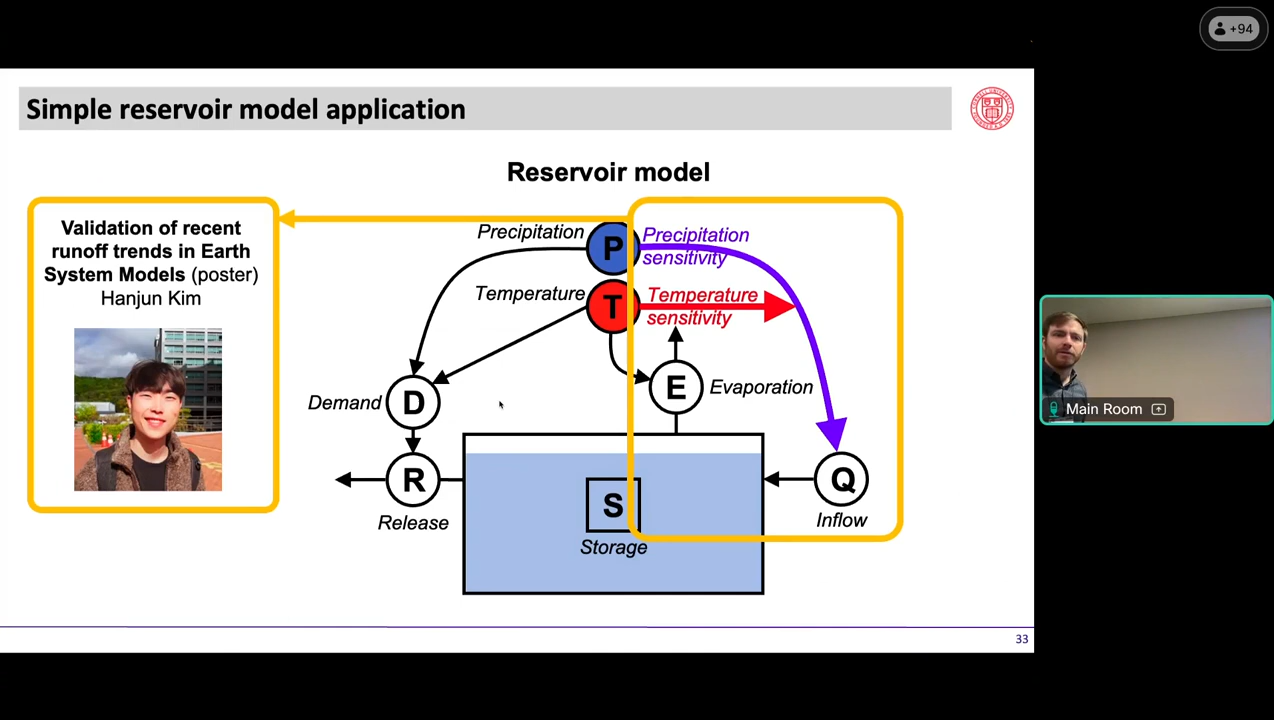 +94
Simple reservoir model application
Reservoir model
Validation of recent
runoff trends in Earth
System Models (poster)
Hanjun Kim
Precipitation
P
Precipitation
sensitivity
Temperature
T
Temperature
sensitivity
E
Evaporation
Demand
D
R
Release
S
Storage
Q
Inflow
33
Main Room